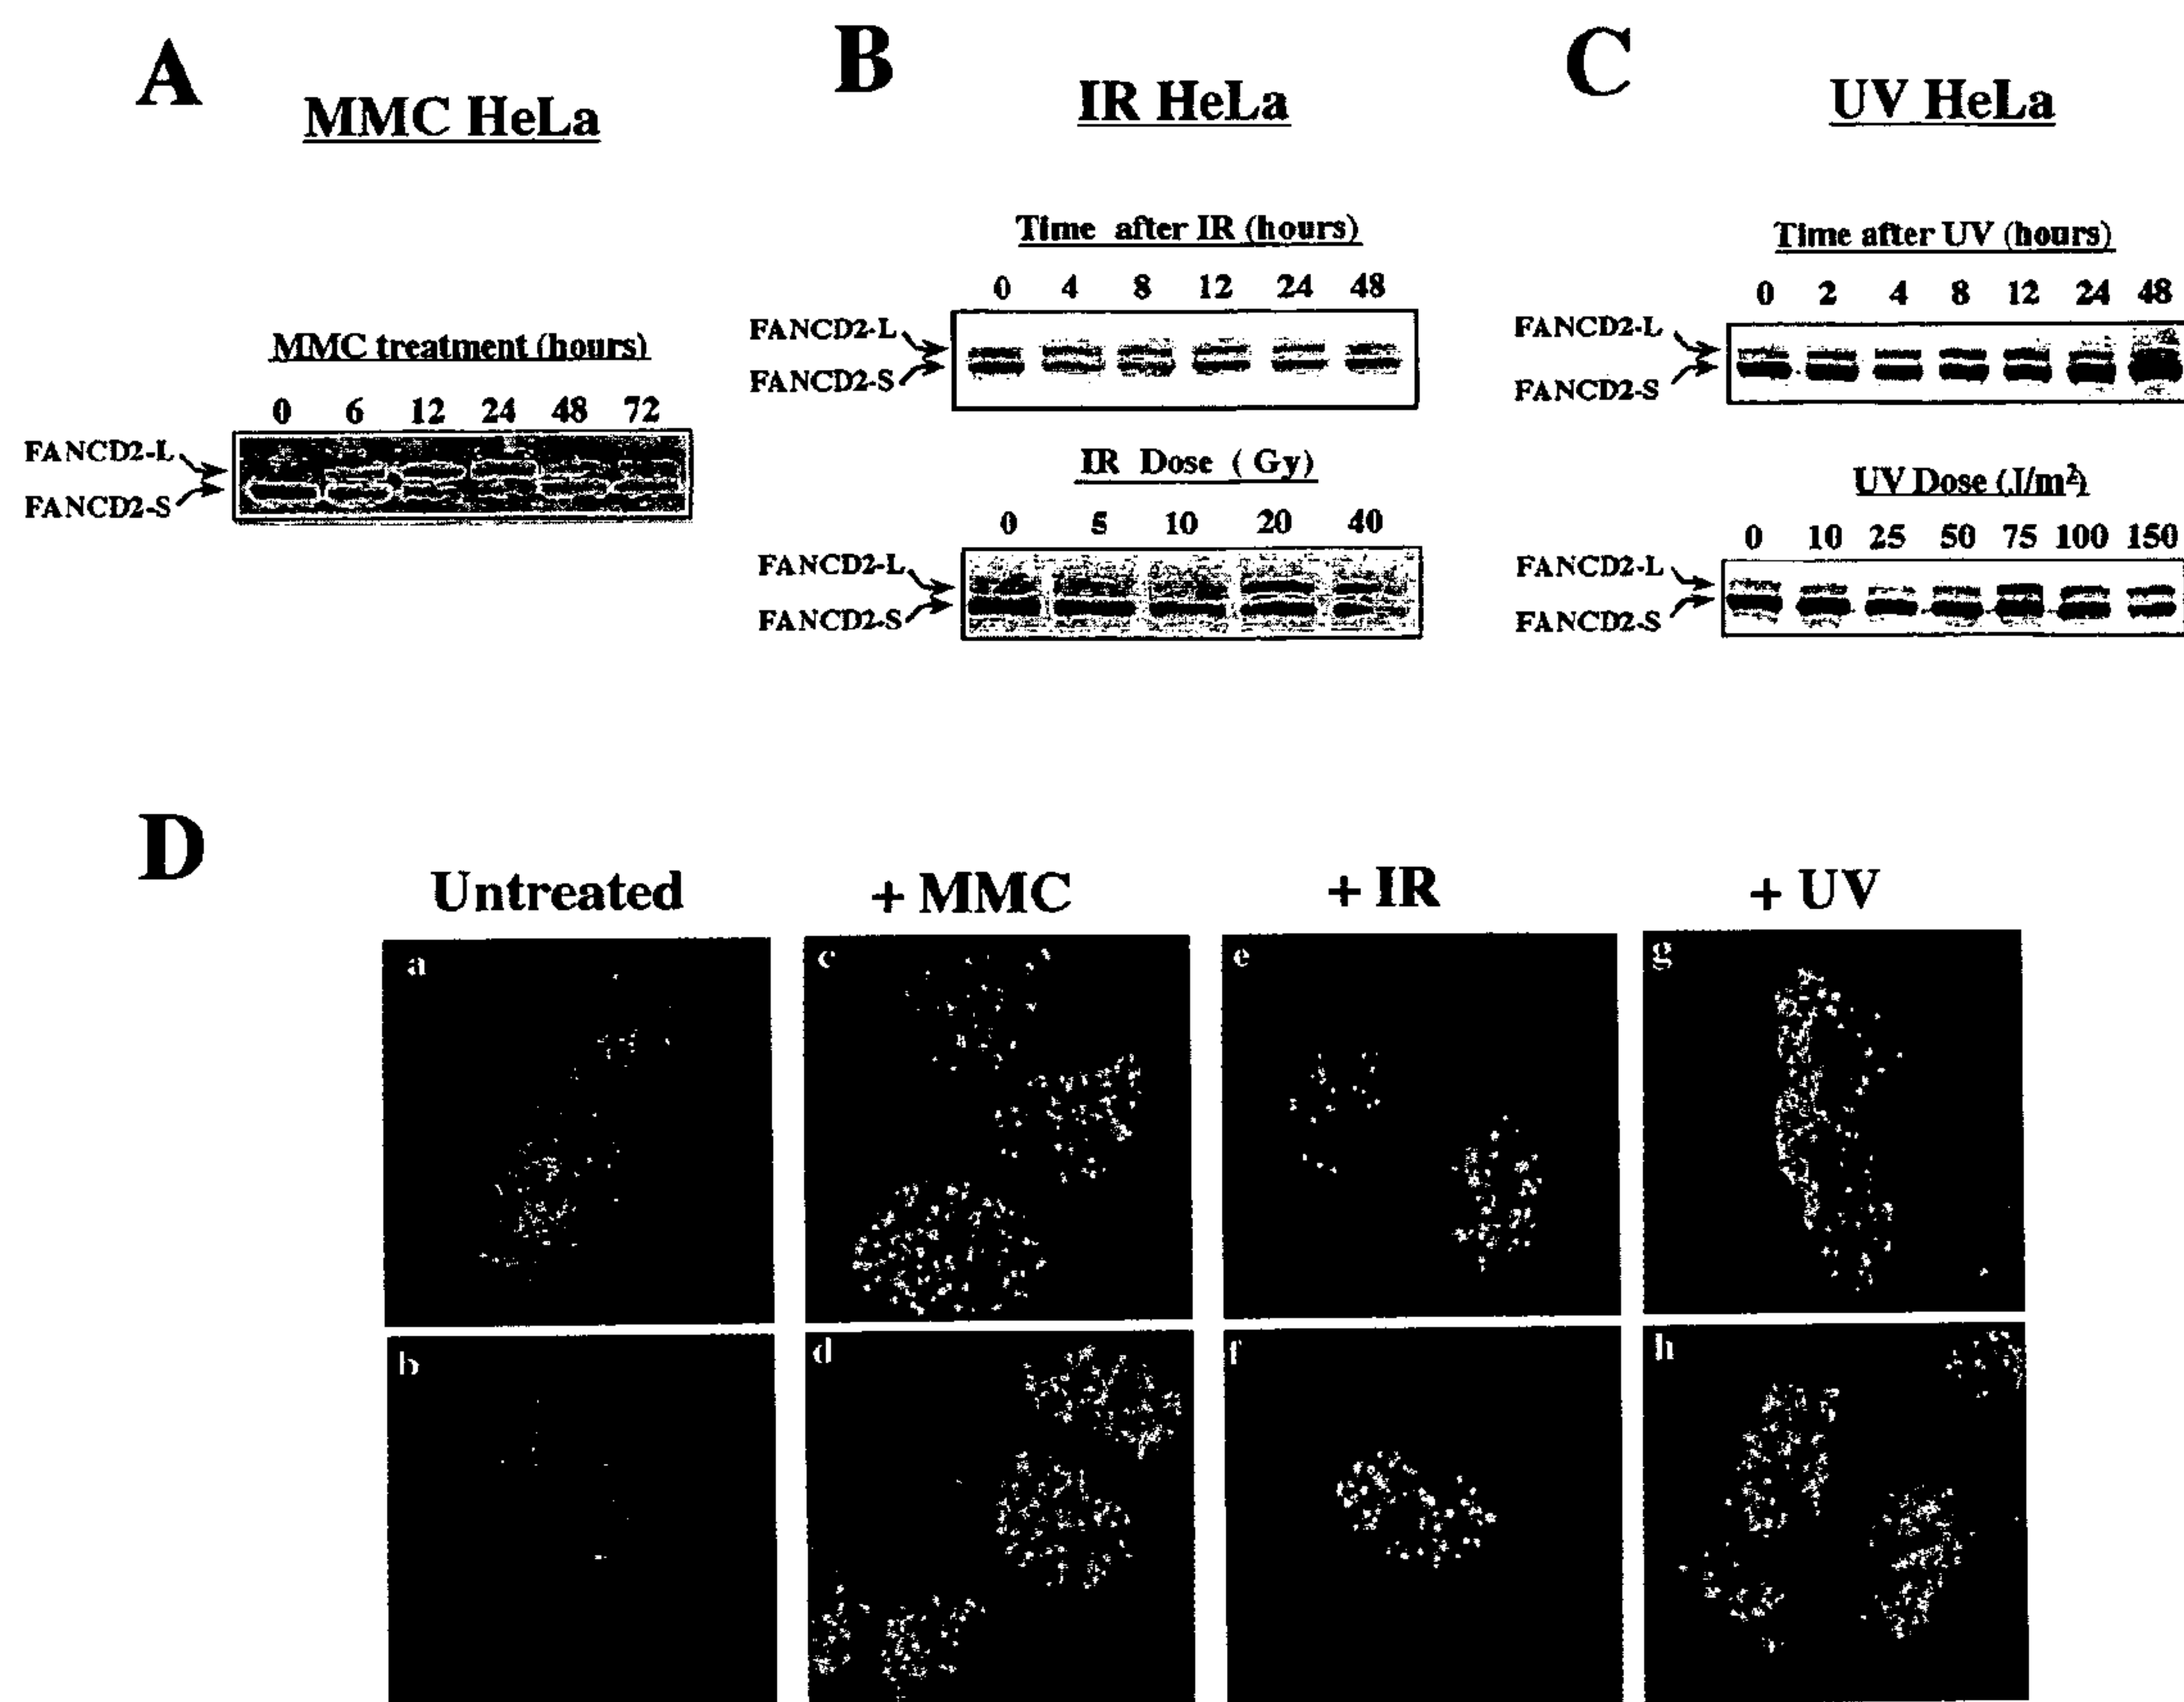 A
MMC HeLa
MMC treatment (hours)
0 6 12 24 48 72
FANCD2-L
FANCD2-S
B
IR HeLa
Time after IR (hours)
0 4 8 12 24 48
FANCD2-L
FANCD2-S
IR Dose ( Gy)
0 5 10 20 40
FANCD2-L
FANCD2-S
C
UV HeLa
Time after UV (hours)
0 2 4 8 12 24 48
FANCD2-L
FANCD2-S
UV Dose (J/m²)
0 10 25 50 75 100 150
FANCD2-L
FANCD2-S
D
Untreated + MMC + IR + UV
a c e g
b d f h